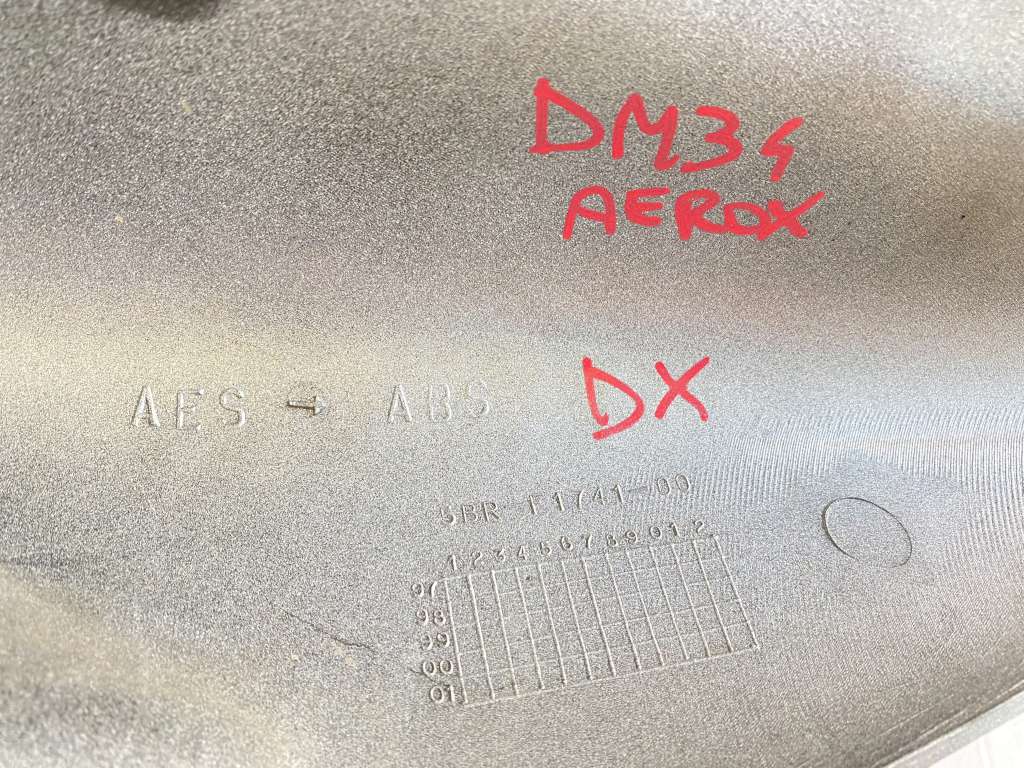 DM34
AEROX
DX
AES → ABS
5BR-F1741-00
1 2 3 4 5 6 7 8 9 0 1 2
97
98
99
00
01